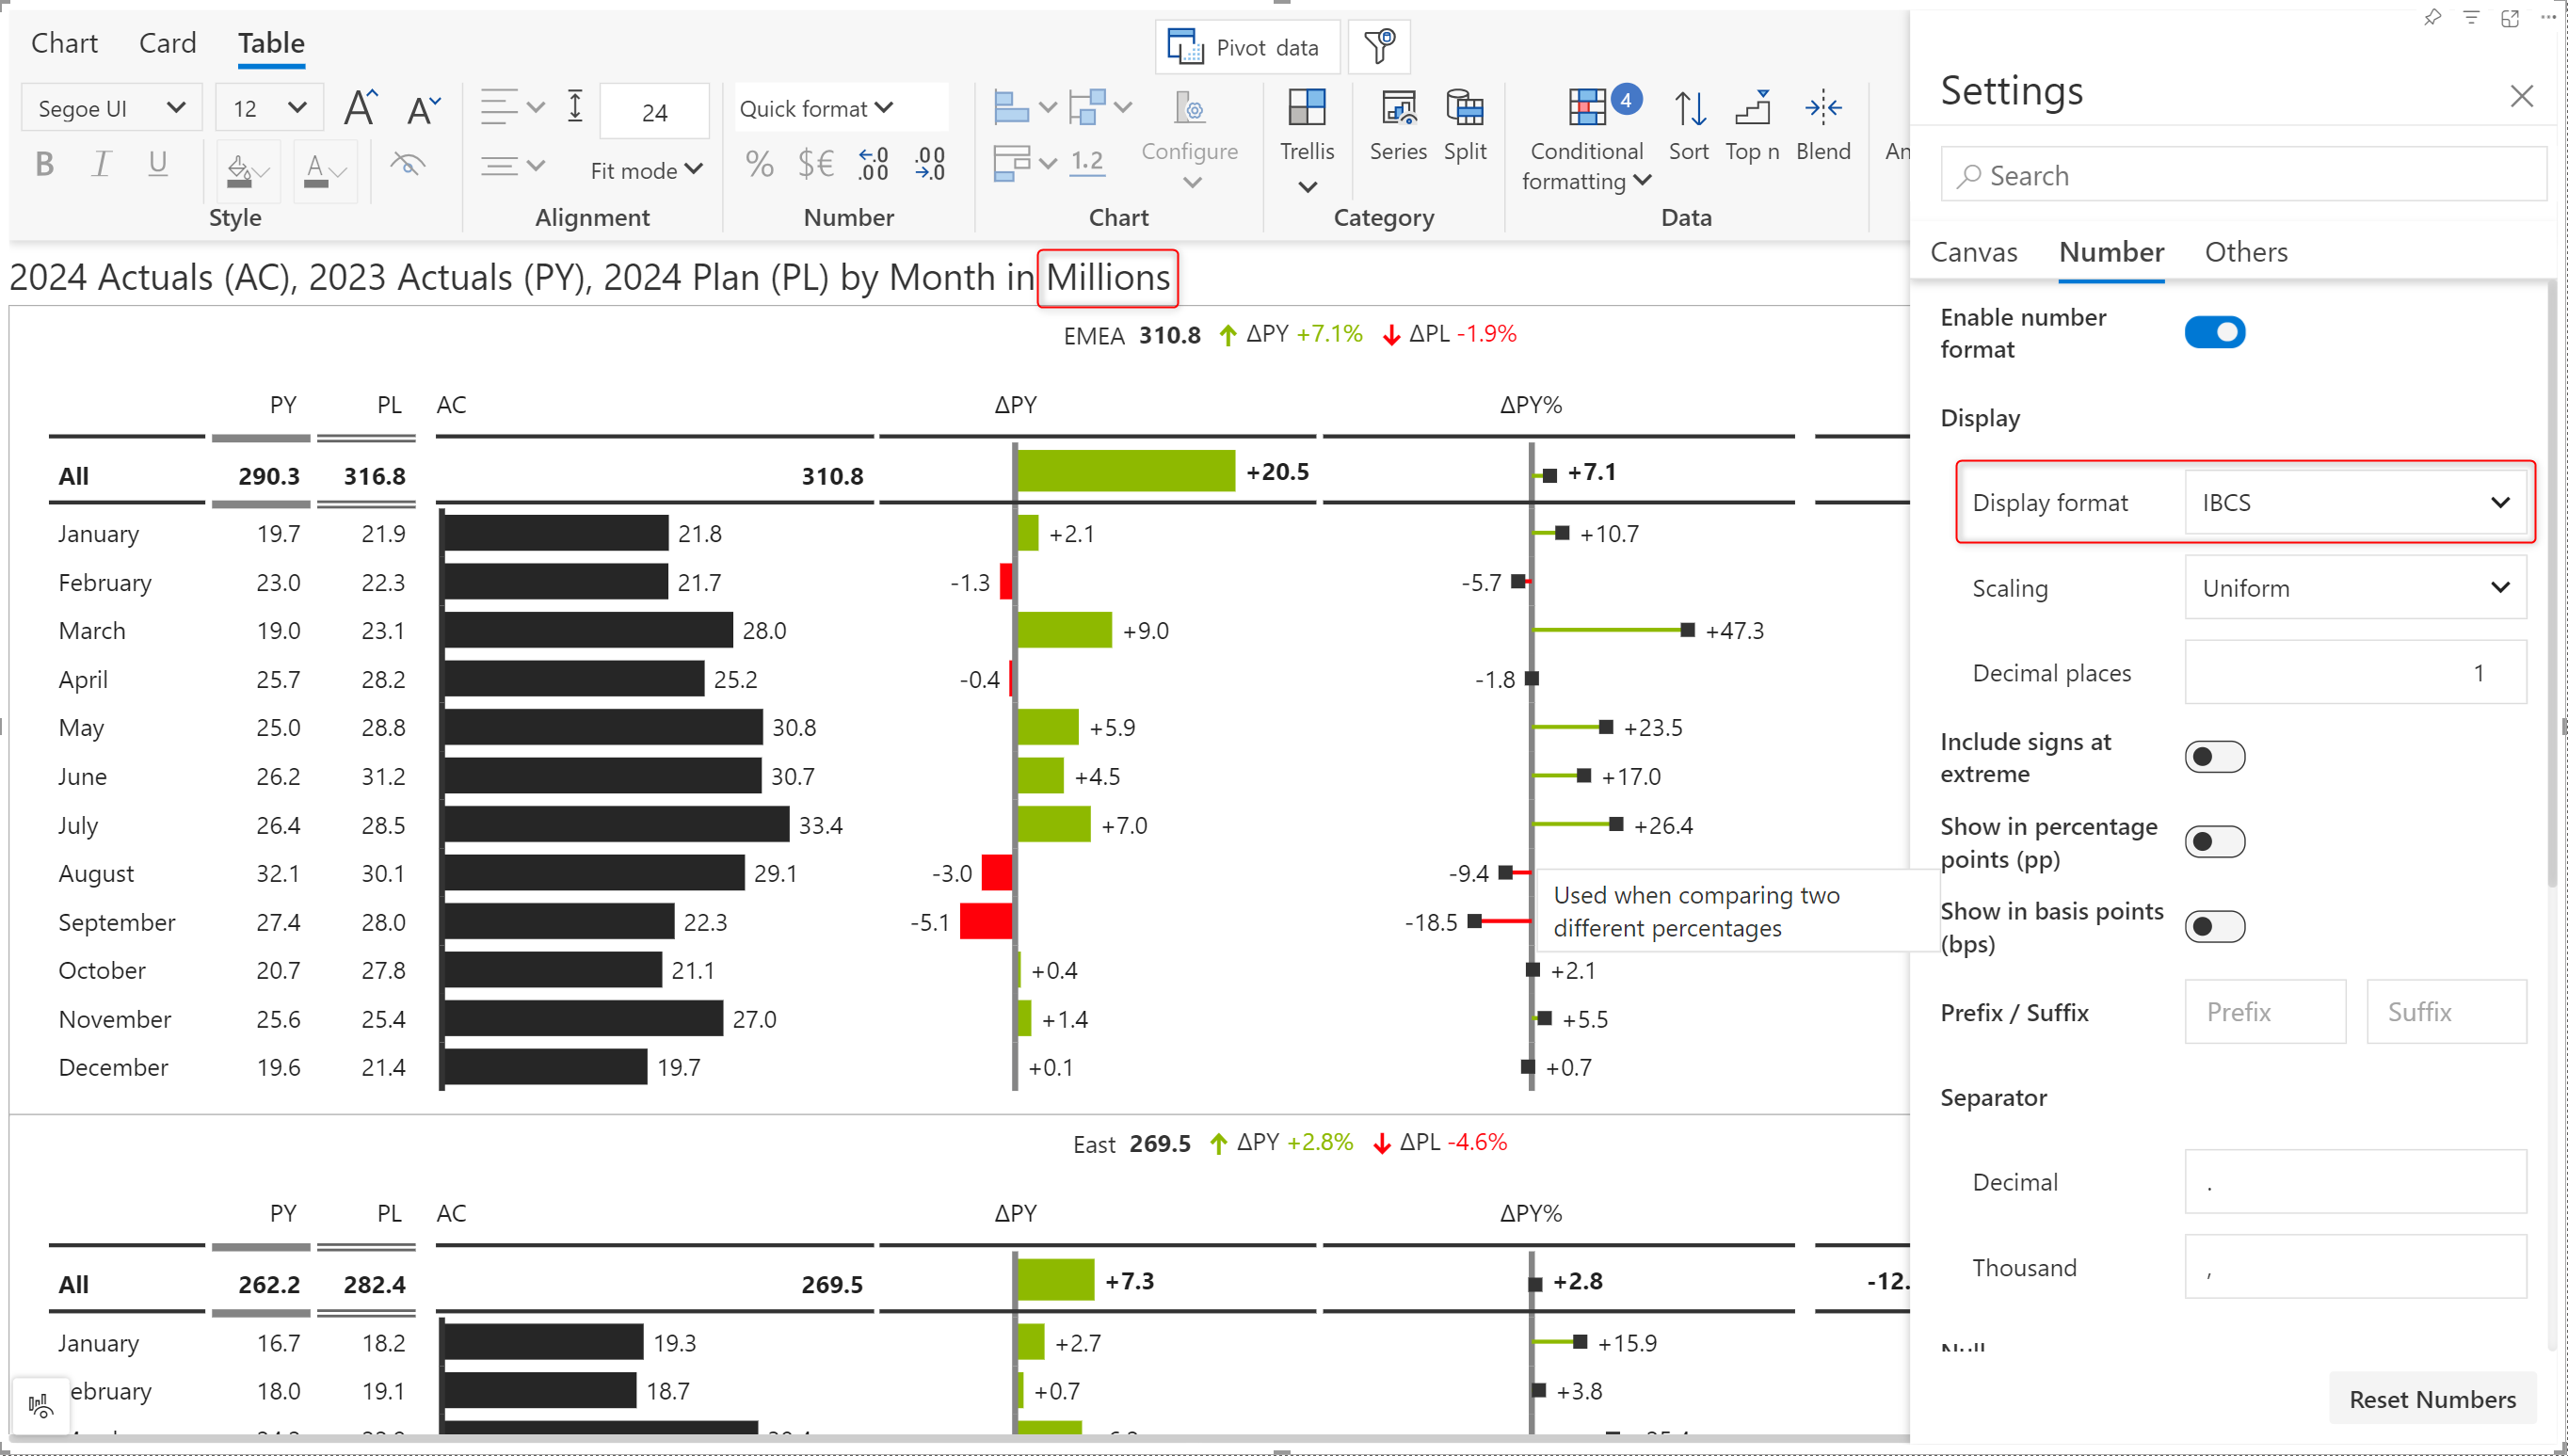 Chart Card Table
Pivot data
Segoe UI 12 A A 24 Quick format
B I U A Fit mode % $€ .0 .00 .00 .0 1.2 Configure Trellis Series Split Conditional formatting 4 Sort Top n Blend An
Style Alignment Number Chart Category Data
2024 Actuals (AC), 2023 Actuals (PY), 2024 Plan (PL) by Month in Millions
EMEA 310.8 ΔPY +7.1% ΔPL -1.9%
PY PL AC ΔPY ΔPY%
All 290.3 316.8 310.8 +20.5 +7.1
January 19.7 21.9 21.8 +2.1 +10.7
February 23.0 22.3 21.7 -1.3 -5.7
March 19.0 23.1 28.0 +9.0 +47.3
April 25.7 28.2 25.2 -0.4 -1.8
May 25.0 28.8 30.8 +5.9 +23.5
June 26.2 31.2 30.7 +4.5 +17.0
July 26.4 28.5 33.4 +7.0 +26.4
August 32.1 30.1 29.1 -3.0 -9.4
September 27.4 28.0 22.3 -5.1 -18.5
October 20.7 27.8 21.1 +0.4 +2.1
November 25.6 25.4 27.0 +1.4 +5.5
December 19.6 21.4 19.7 +0.1 +0.7
Used when comparing two
different percentages
East 269.5 ΔPY +2.8% ΔPL -4.6%
PY PL AC ΔPY ΔPY%
All 262.2 282.4 269.5 +7.3 +2.8 -12.
January 16.7 18.2 19.3 +2.7 +15.9
ebruary 18.0 19.1 18.7 +0.7 +3.8
Settings
Search
Canvas Number Others
Enable number
format
Display
Display format IBCS
Scaling Uniform
Decimal places 1
Include signs at
extreme
Show in percentage
points (pp)
Show in basis points
(bps)
Prefix / Suffix Prefix Suffix
Separator
Decimal .
Thousand ,
Reset Numbers